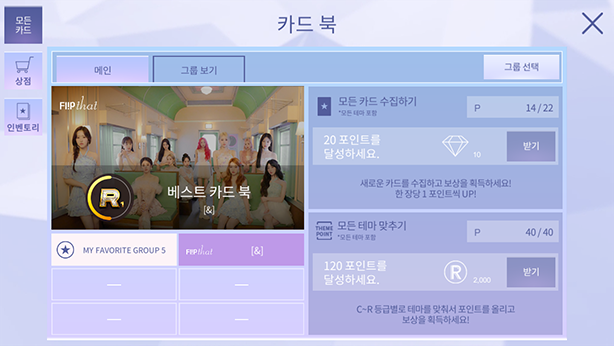 모든
카드
카드 북
상점
인벤토리
메인
그룹 보기
그룹 선택
FlIPthat
R1
베스트 카드 북
[&]
MY FAVORITE GROUP 5
FlIPthat
[&]
모든 카드 수집하기
*모든 테마 포함
P 14 / 22
20 포인트를
달성하세요.
10
받기
새로운 카드를 수집하고 보상을 획득하세요!
한 장당 1 포인트씩 UP!
THEME
POINT
모든 테마 맞추기
*모든 테마 포함
P 40 / 40
120 포인트를
달성하세요.
R
2,000
받기
C~R 등급별로 테마를 맞춰서 포인트를 올리고
보상을 획득하세요!